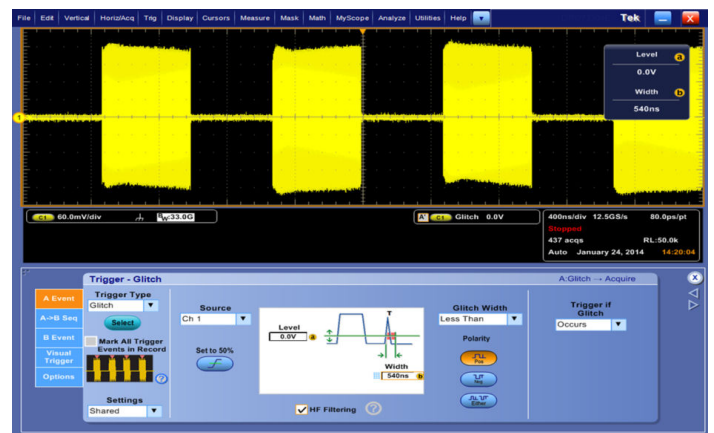 File Edit Vertical Horiz/Acq Trig Display Cursors Measure Mask Math MyScope Analyze Utilities Help Tek
Level a
0.0V
Width b
540ns
1
C1 60.0mV/div BW:33.0G
A' C1 Glitch 0.0V
400ns/div 12.5GS/s 80.0ps/pt
Stopped
437 acqs RL:50.0k
Auto January 24, 2014 14:20:04
Trigger - Glitch
A:Glitch → Acquire
X
A Event
A->B Seq
B Event
Visual Trigger
Options
Trigger Type
Glitch
Select
Mark All Trigger
Events in Record
Settings
Shared
Source
Ch 1
Set to 50%
Level
0.0V a
T
Width
540ns b
HF Filtering
Glitch Width
Less Than
Polarity
Pos
Neg
Either
Trigger if
Glitch
Occurs